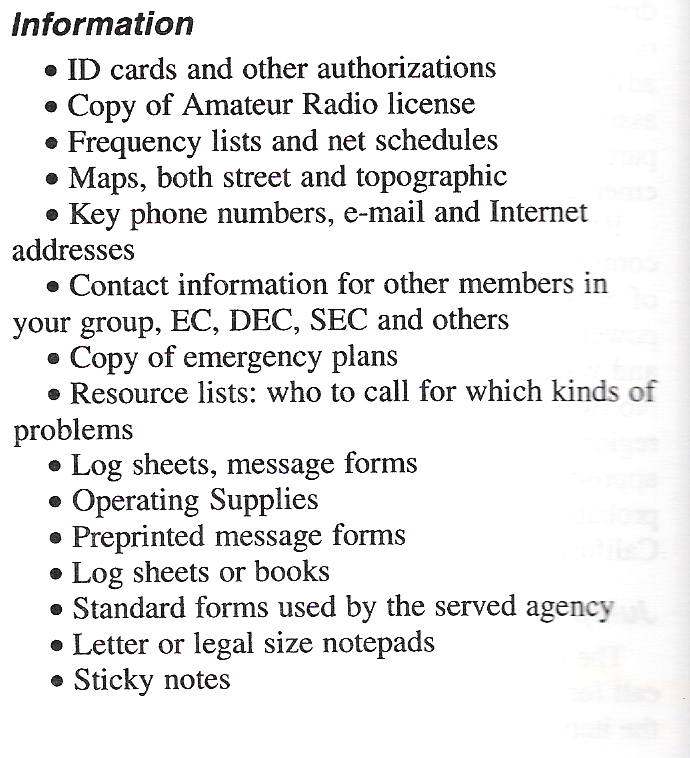 Information
• ID cards and other authorizations
• Copy of Amateur Radio license
• Frequency lists and net schedules
• Maps, both street and topographic
• Key phone numbers, e-mail and Internet
addresses
• Contact information for other members in
your group, EC, DEC, SEC and others
• Copy of emergency plans
• Resource lists: who to call for which kinds of
problems
• Log sheets, message forms
• Operating Supplies
• Preprinted message forms
• Log sheets or books
• Standard forms used by the served agency
• Letter or legal size notepads
• Sticky notes